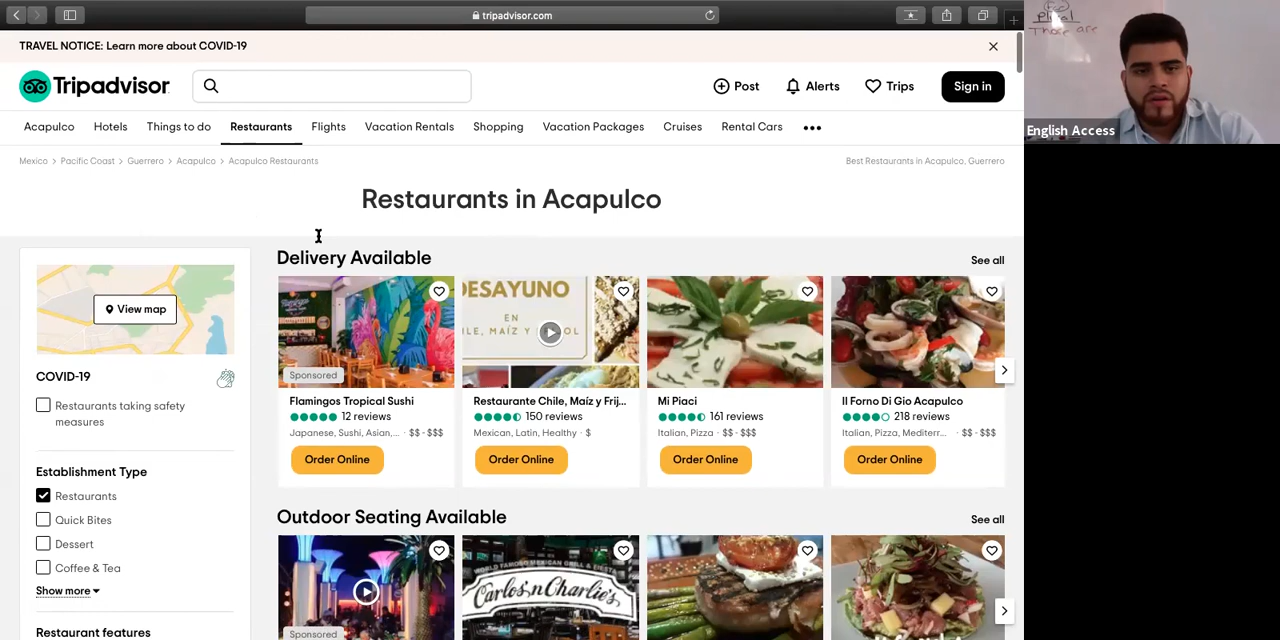 tripadvisor.com
TRAVEL NOTICE: Learn more about COVID-19
Tripadvisor
Post
Alerts
Trips
Sign in
Acapulco
Hotels
Things to do
Restaurants
Flights
Vacation Rentals
Shopping
Vacation Packages
Cruises
Rental Cars
Mexico > Pacific Coast > Guerrero > Acapulco > Acapulco Restaurants
Best Restaurants in Acapulco, Guerrero
Restaurants in Acapulco
View map
COVID-19
Restaurants taking safety
measures
Establishment Type
Restaurants
Quick Bites
Dessert
Coffee & Tea
Show more
Restaurant features
Delivery Available
See all
Sponsored
Flamingos Tropical Sushi
12 reviews
Japanese, Sushi, Asian,... · $$ - $$$
Order Online
DESAYUNO
EN
Restaurante Chile, Maíz y Frij...
150 reviews
Mexican, Latin, Healthy · $
Order Online
Mi Piaci
161 reviews
Italian, Pizza · $$ - $$$
Order Online
Il Forno Di Gio Acapulco
218 reviews
Italian, Pizza, Mediterr... · $$ - $$$
Order Online
Outdoor Seating Available
See all
Sponsored
Carlos'n Charlie's
plural
Those are
English Access